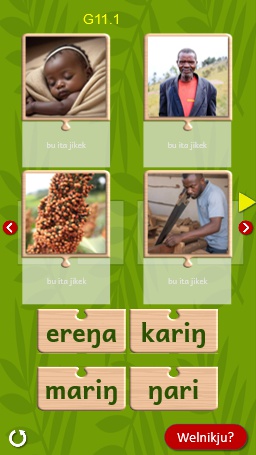 G11.1
bu ita jikek
bu ita jikek
bu ita jikek
bu ita jikek
ereŋa
kariŋ
mariŋ
ŋari
Welnikju?